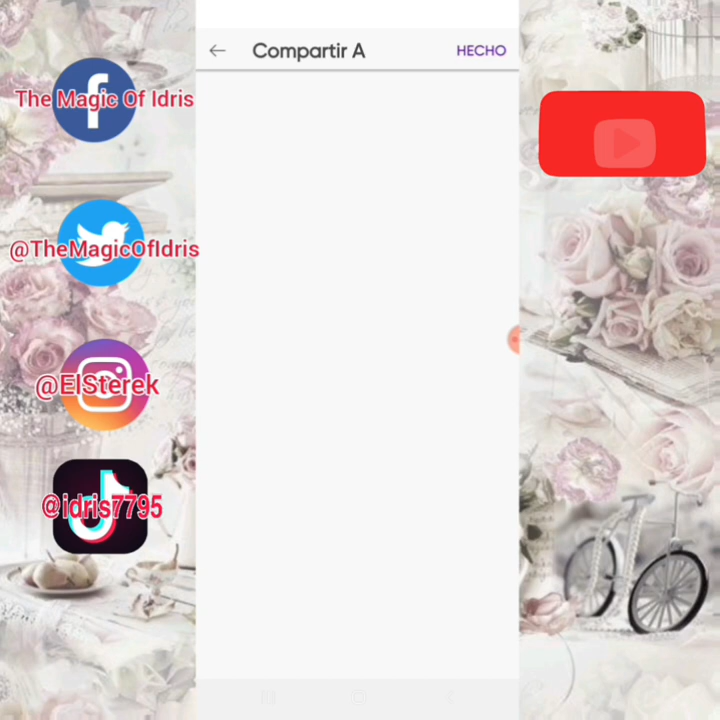 Compartir A
HECHO
The Magic Of Idris
@TheMagicOfIdris
@ElSterek
@idris7795